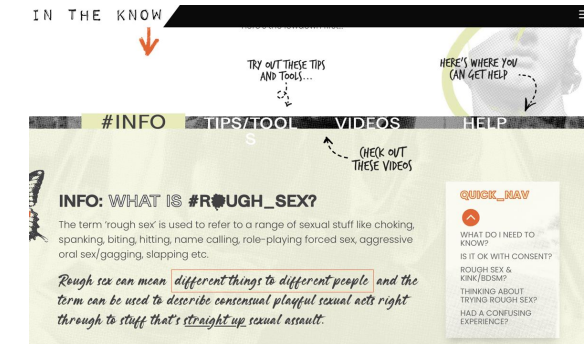 IN THE KNOW
TRY OUT THESE TIPS
AND TOOLS...
HERE'S WHERE YOU
CAN GET HELP
#INFO
TIPS/TOOL
S
VIDEOS
HELP
CHECK OUT
THESE VIDEOS
INFO: WHAT IS #ROUGH_SEX?
The term 'rough sex' is used to refer to a range of sexual stuff like choking,
spanking, biting, hitting, name calling, role-playing forced sex, aggressive
oral sex/gagging, slapping etc.
Rough sex can mean different things to different people and the
term can be used to describe consensual playful sexual acts right
through to stuff that's straight up sexual assault.
QUICK_NAV
WHAT DO I NEED TO
KNOW?
IS IT OK WITH CONSENT?
ROUGH SEX &
KINK/BDSM?
THINKING ABOUT
TRYING ROUGH SEX?
HAD A CONFUSING
EXPERIENCE?